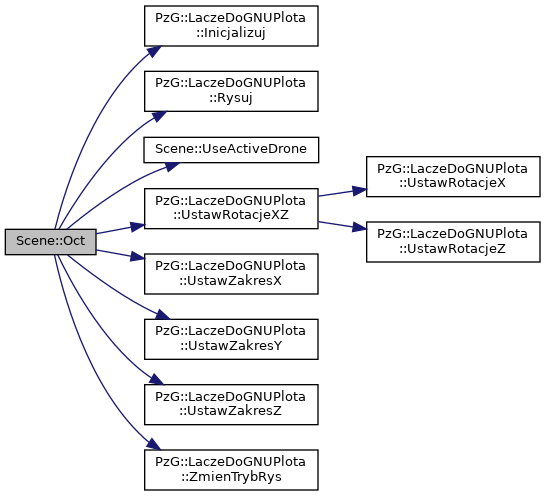 PzG::LaczeDoGNUPlota
::Inicjalizuj
PzG::LaczeDoGNUPlota
::Rysuj
Scene::UseActiveDrone
PzG::LaczeDoGNUPlota
::UstawRotacjeXZ
PzG::LaczeDoGNUPlota
::UstawRotacjeX
Scene::Oct
PzG::LaczeDoGNUPlota
::UstawRotacjeZ
PzG::LaczeDoGNUPlota
::UstawZakresX
PzG::LaczeDoGNUPlota
::UstawZakresY
PzG::LaczeDoGNUPlota
::UstawZakresZ
PzG::LaczeDoGNUPlota
::ZmienTrybRys